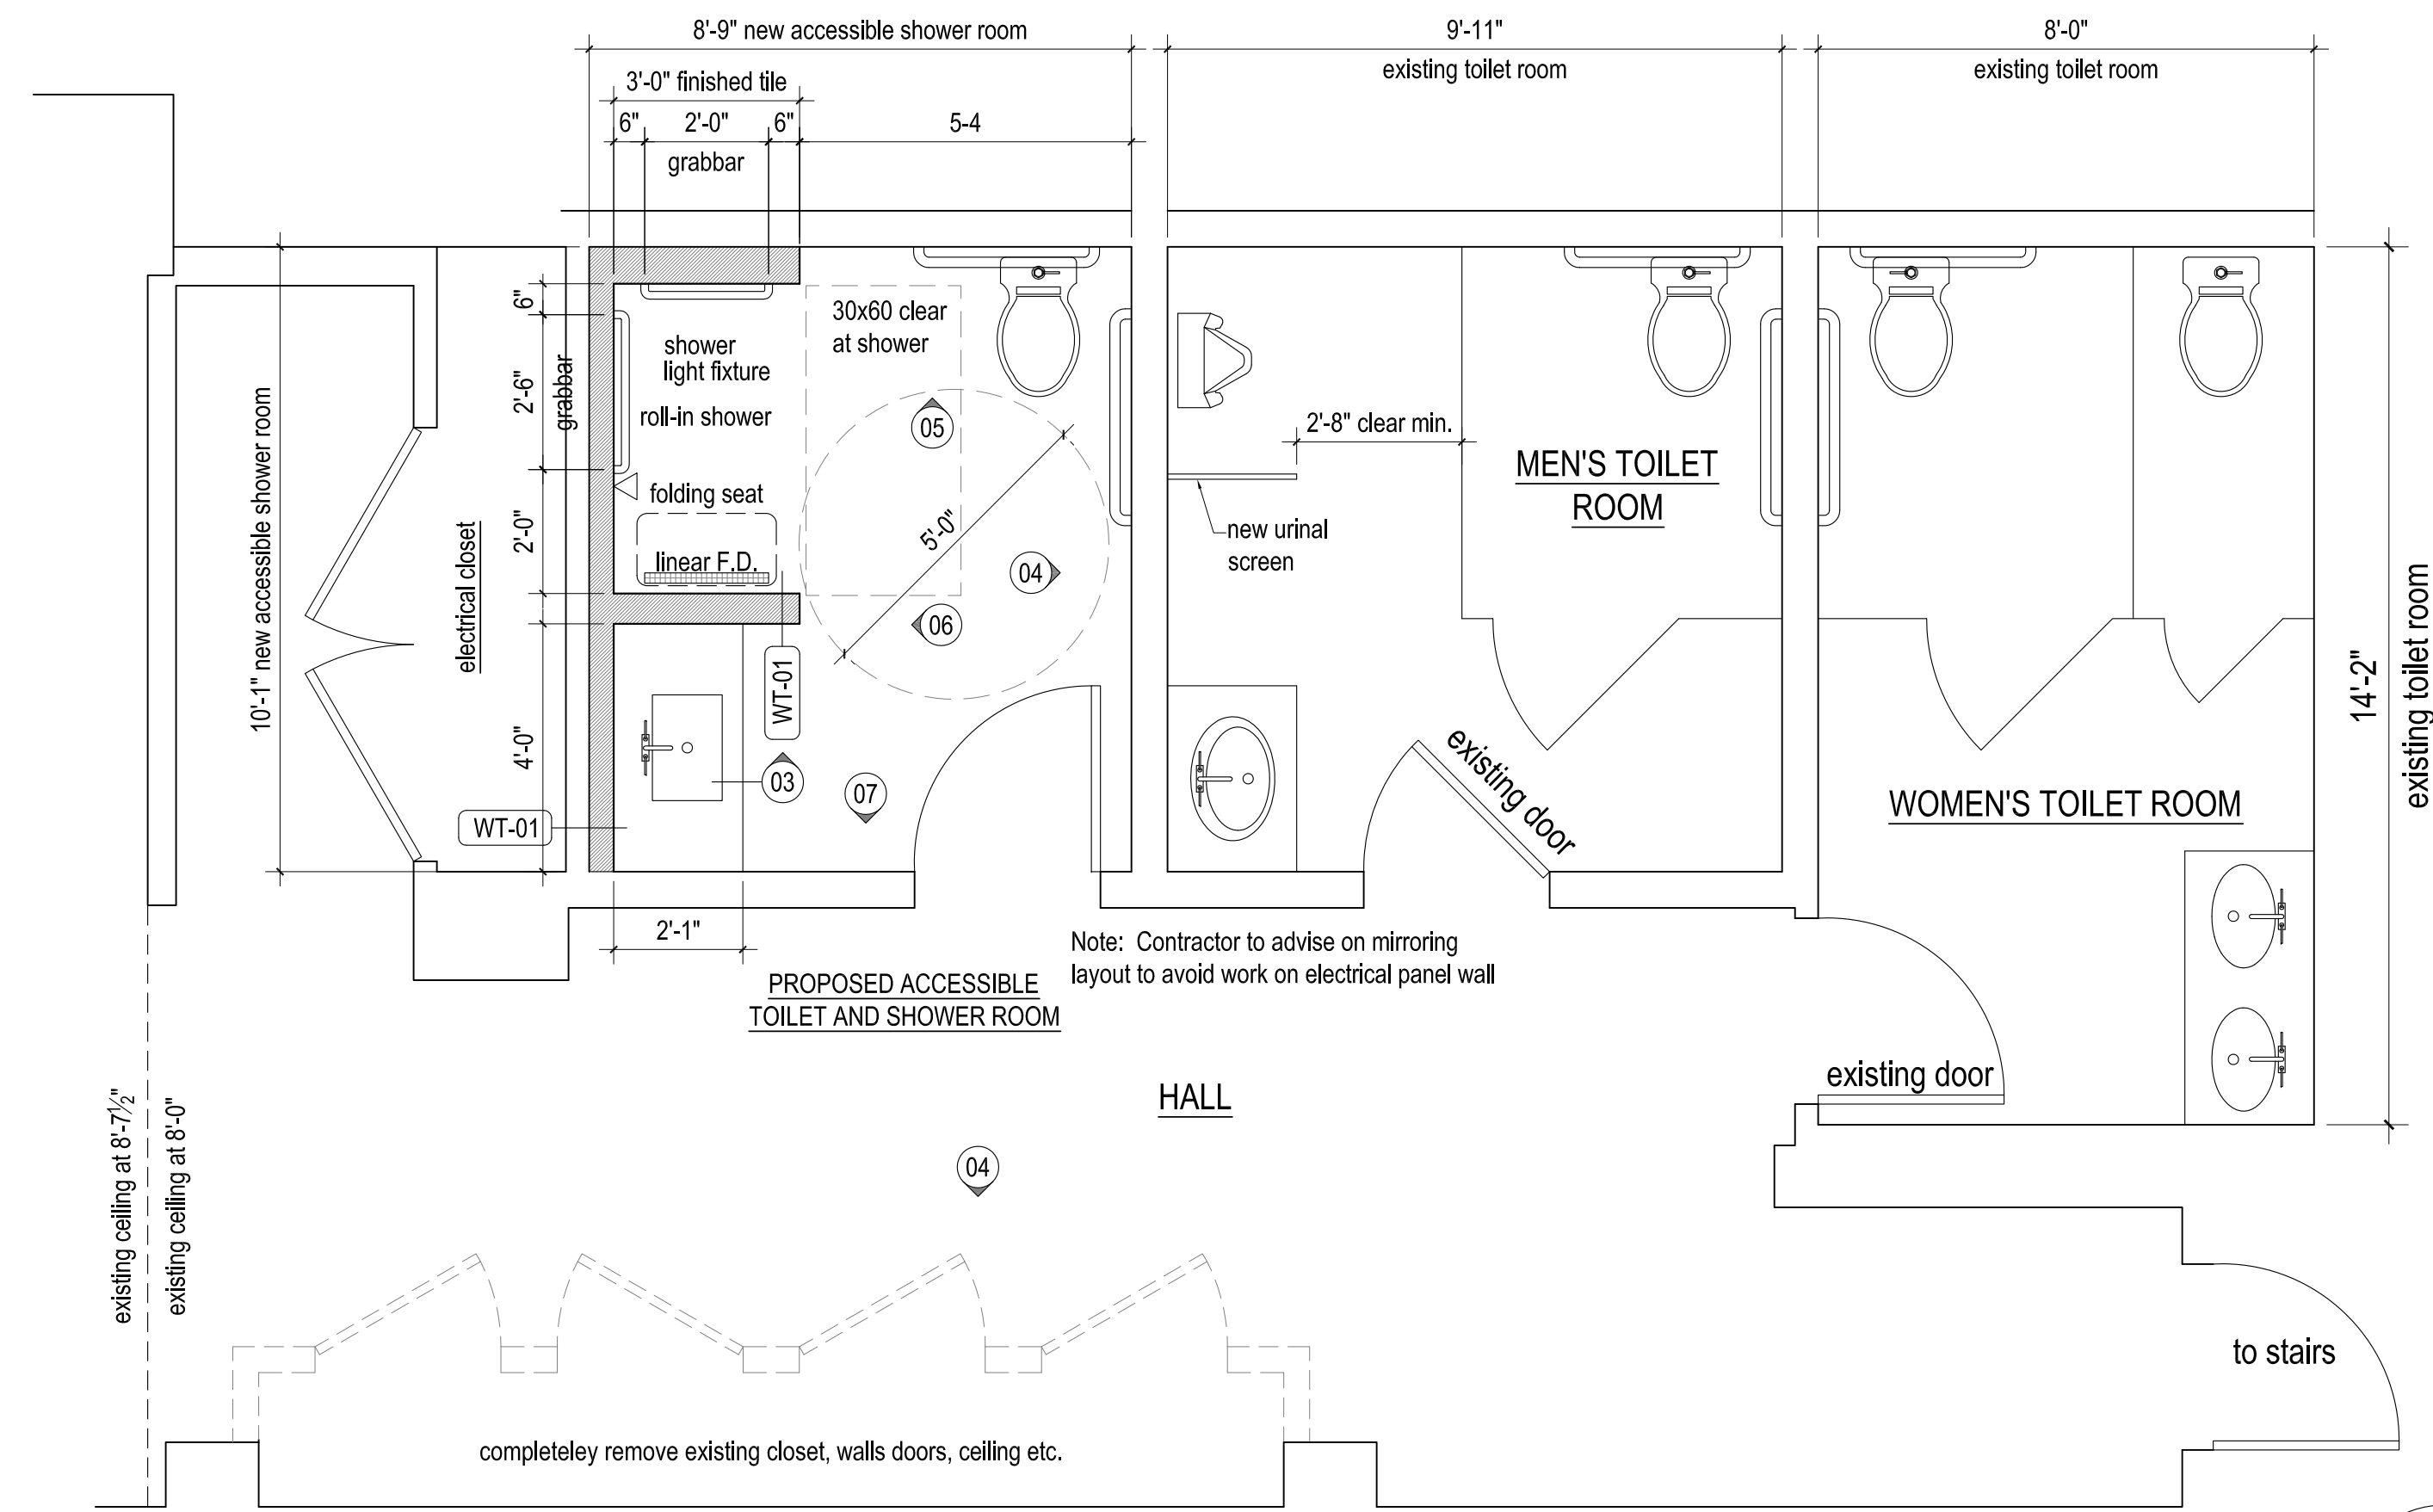 8'-9" new accessible shower room
9'-11"
existing toilet room
8'-0"
existing toilet room
3'-0" finished tile
6"
2'-0"
6"
5-4
grabbar
10'-1" new accessible shower room
electrical closet
6"
2'-6"
grabbar
2'-0"
4'-0"
shower
light fixture
roll-in shower
folding seat
linear F.D.
30x60 clear
at shower
05
5'-0"
04
06
WT-01
03
07
WT-01
2'-1"
2'-8" clear min.
new urinal
screen
MEN'S TOILET
ROOM
existing door
WOMEN'S TOILET ROOM
14'-2"
existing toilet room
existing door
PROPOSED ACCESSIBLE
TOILET AND SHOWER ROOM
Note: Contractor to advise on mirroring
layout to avoid work on electrical panel wall
HALL
04
existing ceiling at 8'-7½"
existing ceiling at 8'-0"
to stairs
completeley remove existing closet, walls doors, ceiling etc.